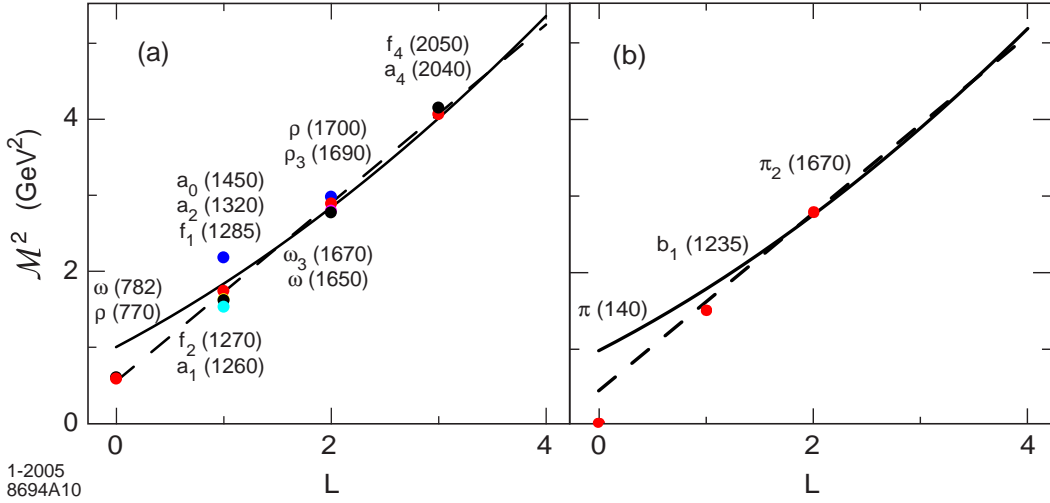 (a)
f4 (2050)
a4 (2040)
ρ (1700)
ρ3 (1690)
a0 (1450)
a2 (1320)
f1 (1285)
ω3 (1670)
ω (1650)
ω (782)
ρ (770)
f2 (1270)
a1 (1260)
4
2
0
ℳ2 (GeV2)
0 2 4
L
(b)
π2 (1670)
b1 (1235)
π (140)
0 2 4
L
1-2005
8694A10